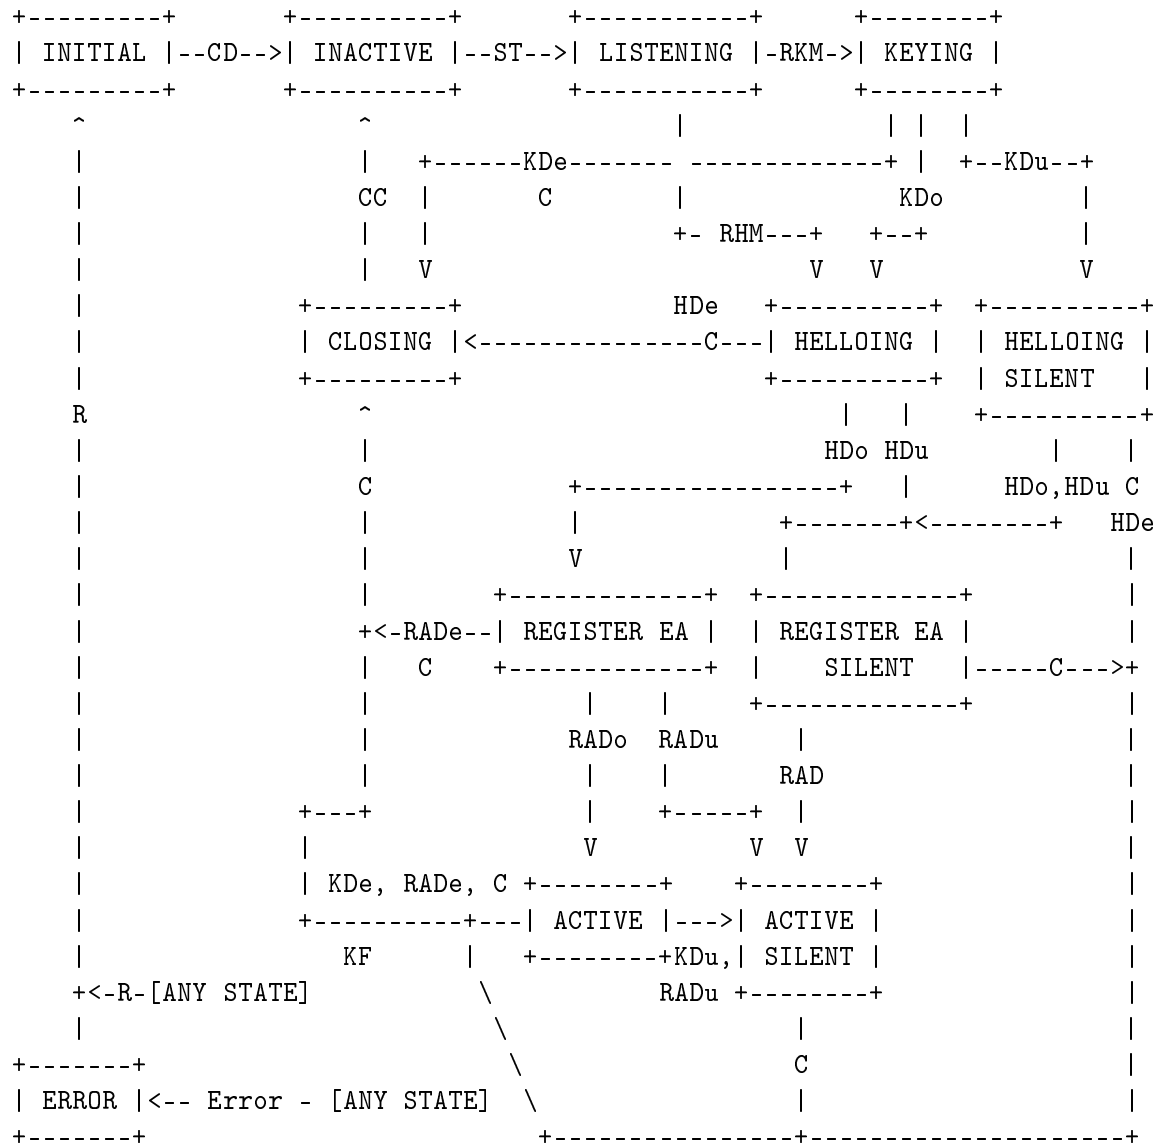 +---------+       +----------+       +-----------+      +--------+
| INITIAL |--CD-->| INACTIVE |--ST-->| LISTENING |-RKM->| KEYING |
+---------+       +----------+       +-----------+      +--------+
    ^                  ^                    |             | |  |
    |                  |   +------KDe------- -------------+ |  +--KDu--+
    |                  CC  |       C        |              KDo         |
    |                  |   |                +- RHM---+   +--+          |
    |                  |   V                         V   V             V
    |              +---------+              HDe   +----------+  +----------+
    |              | CLOSING |<---------------C---| HELLOING |  | HELLOING |
    |              +---------+                    +----------+  | SILENT   |
    R                  ^                               |   |    +----------+
    |                  |                              HDo HDu        |    |
    |                  C             +-----------------+   |      HDo,HDu C
    |                  |             |             +-------+<--------+   HDe
    |                  |             V             |                      |
    |                  |        +-------------+  +-------------+          |
    |                  +<-RADe--| REGISTER EA |  | REGISTER EA |          |
    |                  |   C    +-------------+  |    SILENT   |-----C--->+
    |                  |              |    |     +-------------+          |
    |                  |             RADo  RADu     |                     |
    |                  |              |    |       RAD                    |
    |              +---+              |    +-----+  |                     |
    |              |                  V          V  V                     |
    |              | KDe, RADe, C +--------+    +--------+                |
    |              +----------+---| ACTIVE |--->| ACTIVE |                |
    |                 KF      |   +--------+KDu,| SILENT |                |
    +<-R-[ANY STATE]           \           RADu +--------+                |
    |                           \                   |                     |
+-------+                        \                  C                     |
| ERROR |<-- Error - [ANY STATE]  \                 |                     |
+-------+                          +----------------+---------------------+